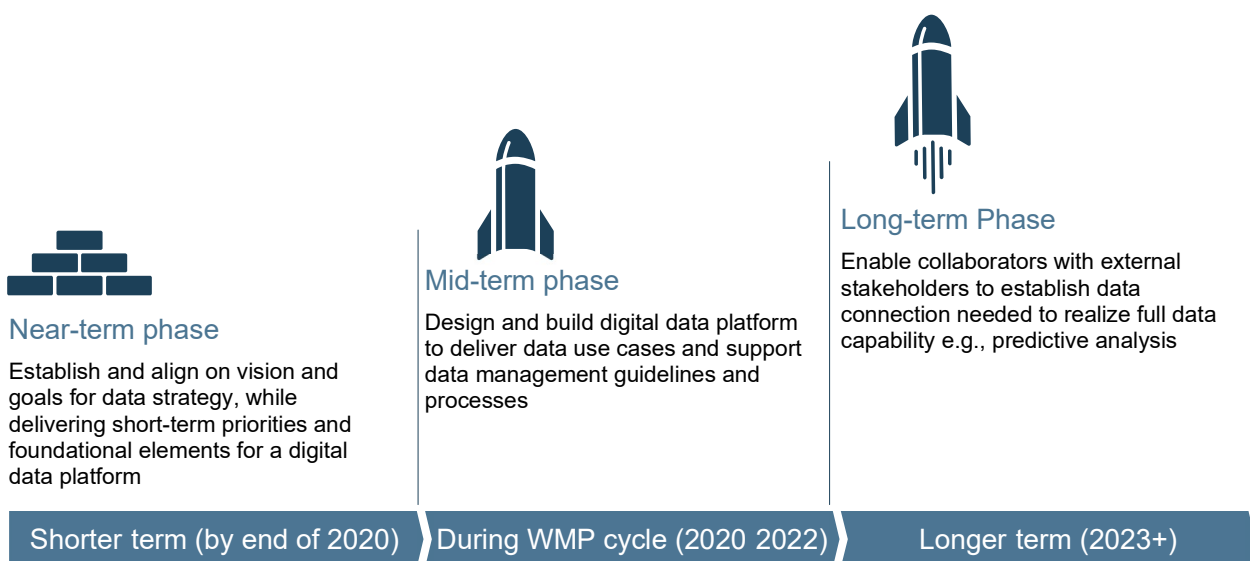 Near-term phase
Establish and align on vision and
goals for data strategy, while
delivering short-term priorities and
foundational elements for a digital
data platform
Mid-term phase
Design and build digital data platform
to deliver data use cases and support
data management guidelines and
processes
Long-term Phase
Enable collaborators with external
stakeholders to establish data
connection needed to realize full data
capability e.g., predictive analysis
Shorter term (by end of 2020)
During WMP cycle (2020 2022)
Longer term (2023+)